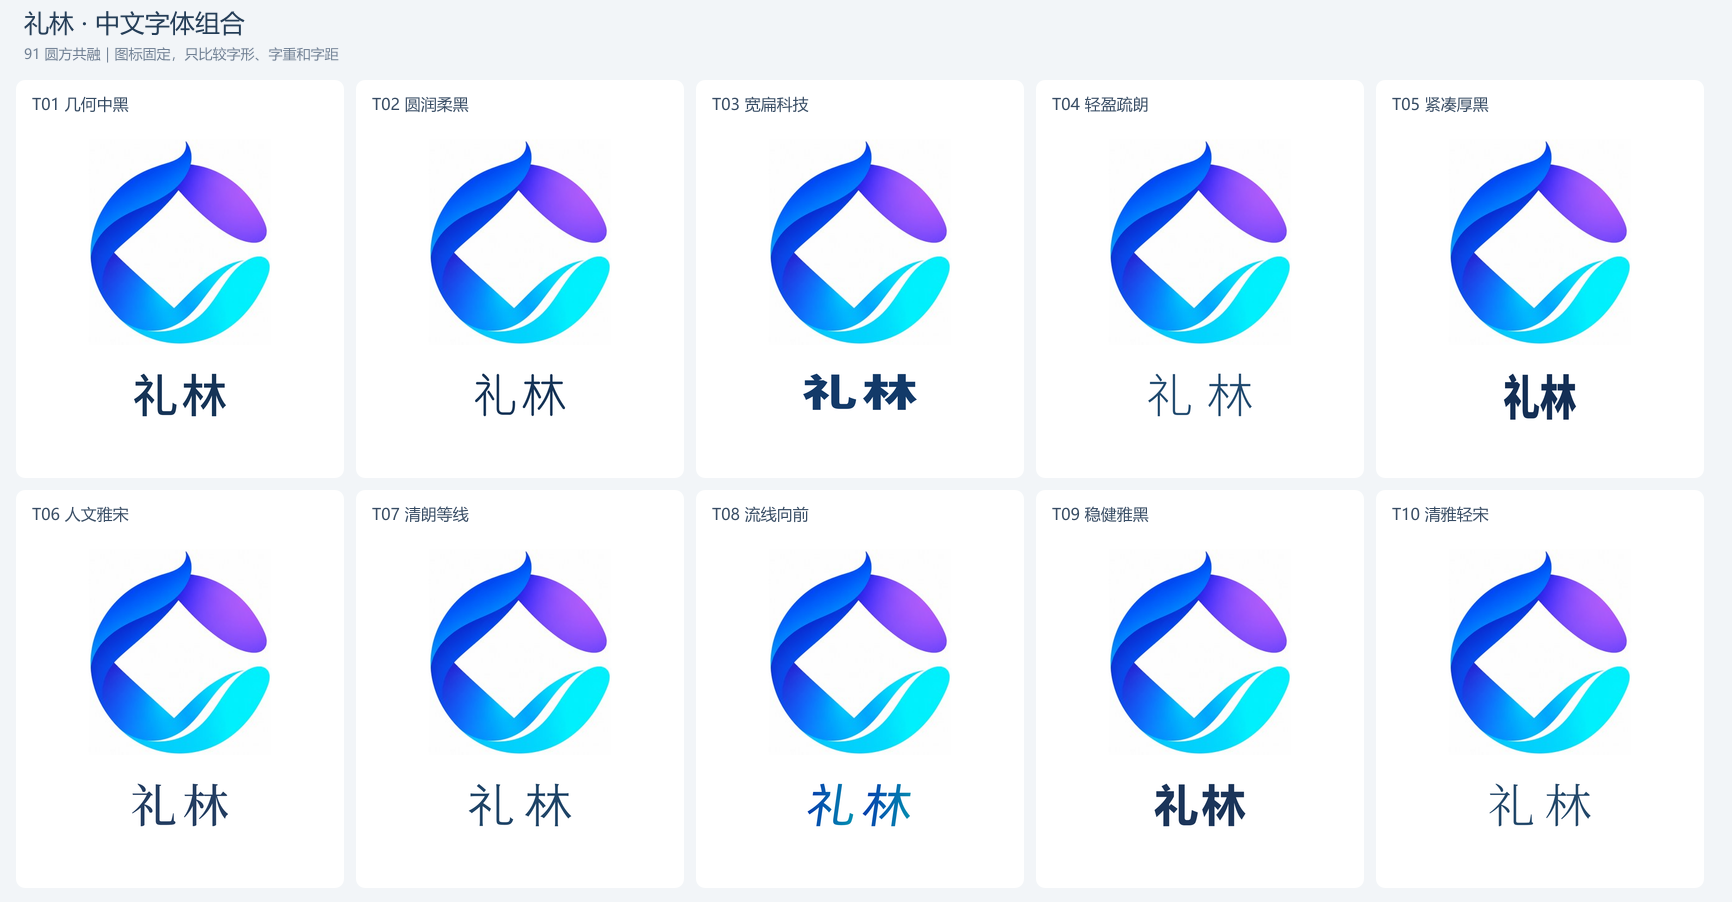 礼林 · 中文字体组合
91 圆方共融 | 图标固定，只比较字形、字重和字距
T01 几何中黑
礼林
T02 圆润柔黑
礼林
T03 宽扁科技
礼林
T04 轻盈疏朗
礼林
T05 紧凑厚黑
礼林
T06 人文雅宋
礼林
T07 清朗等线
礼林
T08 流线向前
礼林
T09 稳健雅黑
礼林
T10 清雅轻宋
礼林